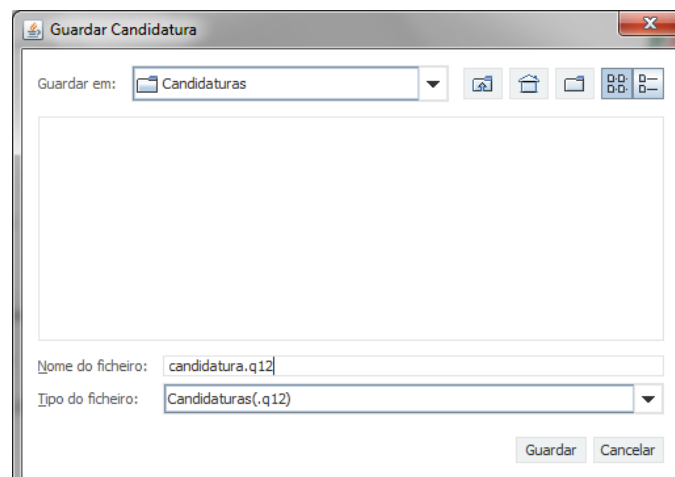 Guardar Candidatura
Guardar em: Candidaturas
Nome do ficheiro: candidatura.q12
Tipo do ficheiro: Candidaturas(.q12)
Guardar Cancelar